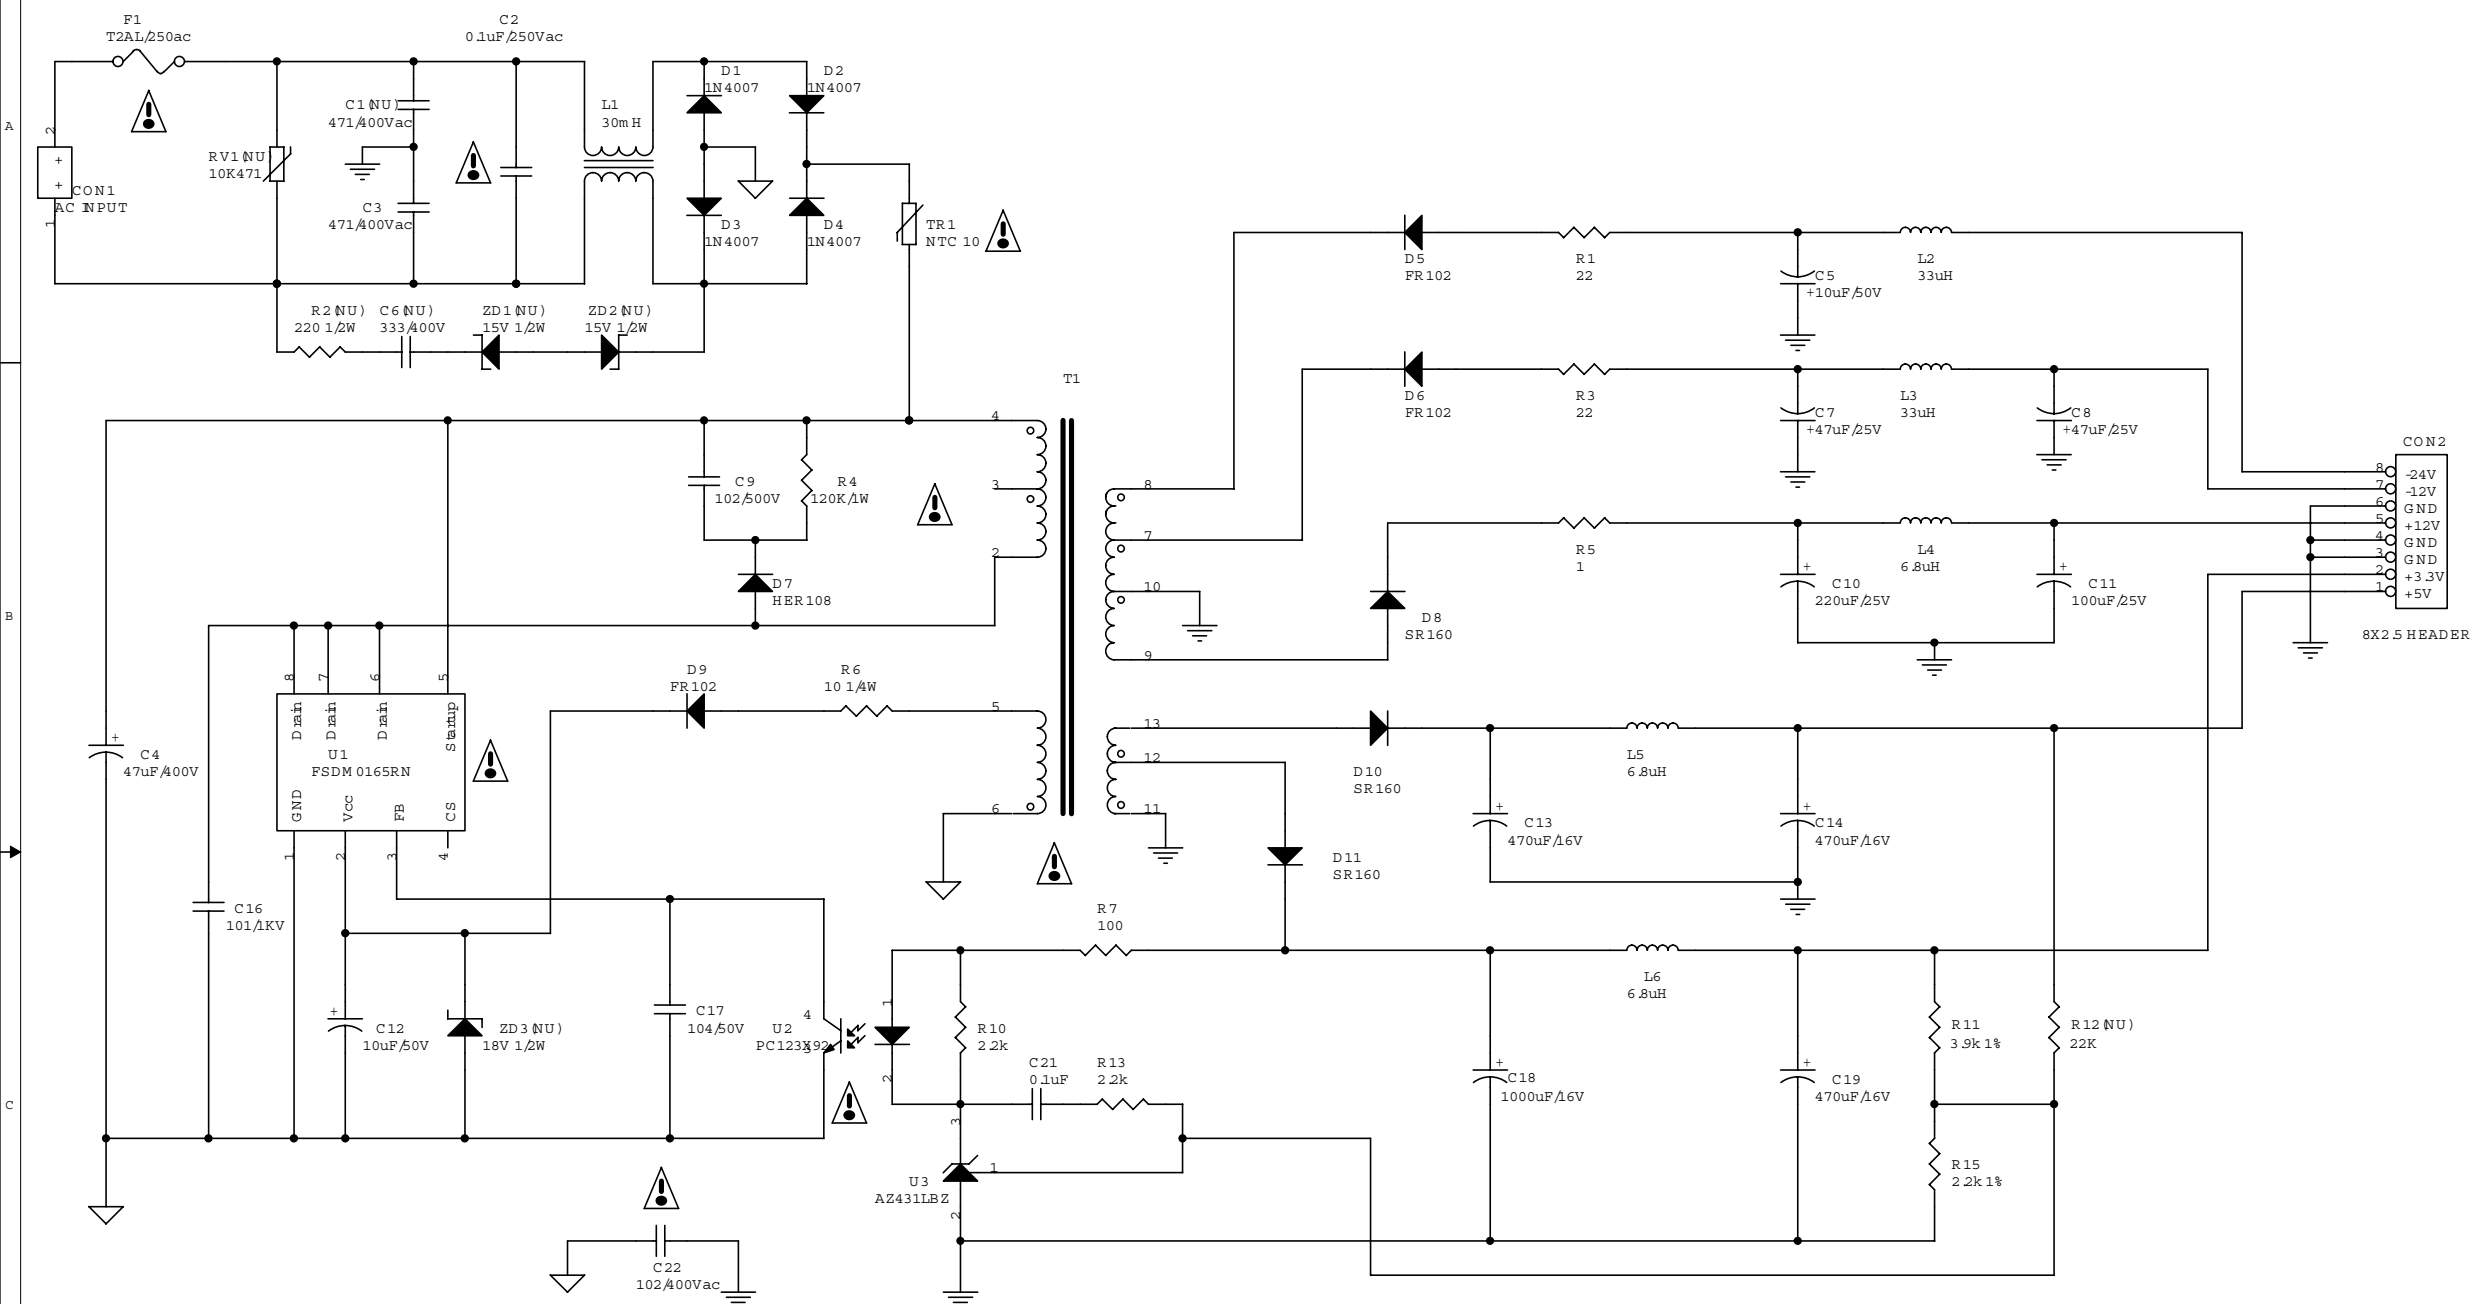 F1
T2AL/250ac
C2
0.1uF/250Vac
A
2
+
+
CON1
AC INPUT
1
RV1(NU)
10K471
C1(NU)
471/400Vac
C3
471/400Vac
L1
30mH
D1
1N4007
D2
1N4007
D3
1N4007
D4
1N4007
TR1
NTC 10
R2(NU)
220 1/2W
C6(NU)
333/400V
ZD1(NU)
15V 1/2W
ZD2(NU)
15V 1/2W
D5
FR102
R1
22
C5
+10uF/50V
L2
33uH
T1
D6
FR102
R3
22
C7
+47uF/25V
L3
33uH
C8
+47uF/25V
CON2
8 -24V
7 -12V
6 GND
5 +12V
4 GND
3 GND
2 +3.3V
1 +5V
8X2.5 HEADER
4
3
2
C9
102/500V
R4
120K/1W
D7
HER108
8
7
10
9
R5
1
L4
6.8uH
D8
SR160
+
C10
220uF/25V
+
C11
100uF/25V
B
8
7
6
5
Drain
Drain
Drain
Startup
U1
FSDM0165RN
GND
Vcc
FB
CS
1
2
3
4
D9
FR102
R6
10 1/4W
5
6
+
C4
47uF/400V
13
12
11
D10
SR160
L5
6.8uH
+
C13
470uF/16V
+
C14
470uF/16V
D11
SR160
C16
101/1KV
R7
100
L6
6.8uH
+
C12
10uF/50V
ZD3(NU)
18V 1/2W
C17
104/50V
U2
PC123X92
4
3
1
2
R10
2.2k
C21
0.1uF
R13
2.2k
+
C18
1000uF/16V
+
C19
470uF/16V
R11
3.9k 1%
R12(NU)
22K
C
3
1
U3
AZ431LBZ
2
R15
2.2k 1%
C22
102/400Vac